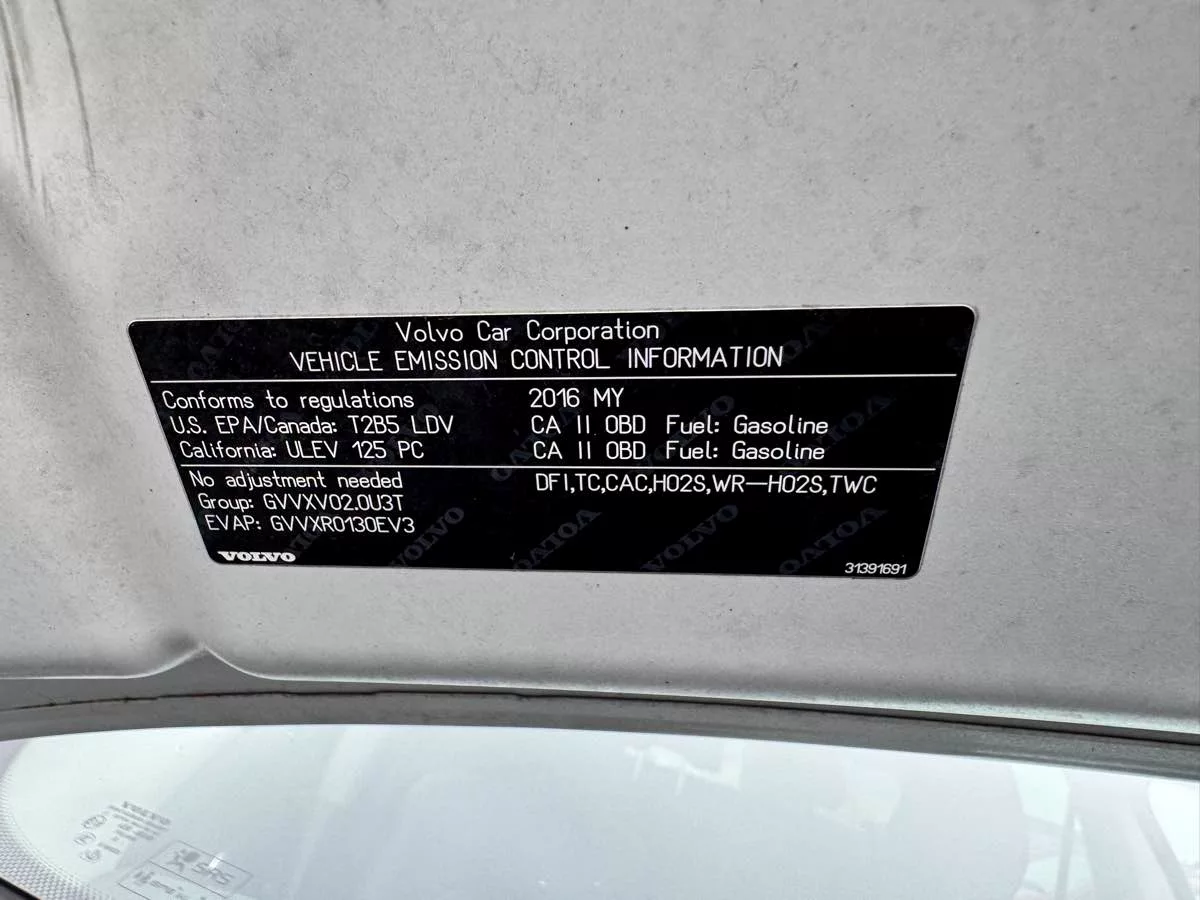 Volvo Car Corporation
VEHICLE EMISSION CONTROL INFORMATION
Conforms to regulations 2016 MY
U.S. EPA/Canada: T2B5 LDV CA II OBD Fuel: Gasoline
California: ULEV 125 PC CA II OBD Fuel: Gasoline
No adjustment needed DFI,TC,CAC,HO2S,WR-HO2S,TWC
Group: GVVXV02.0U3T
EVAP: GVVXR0130EV3
VOLVO
31391691